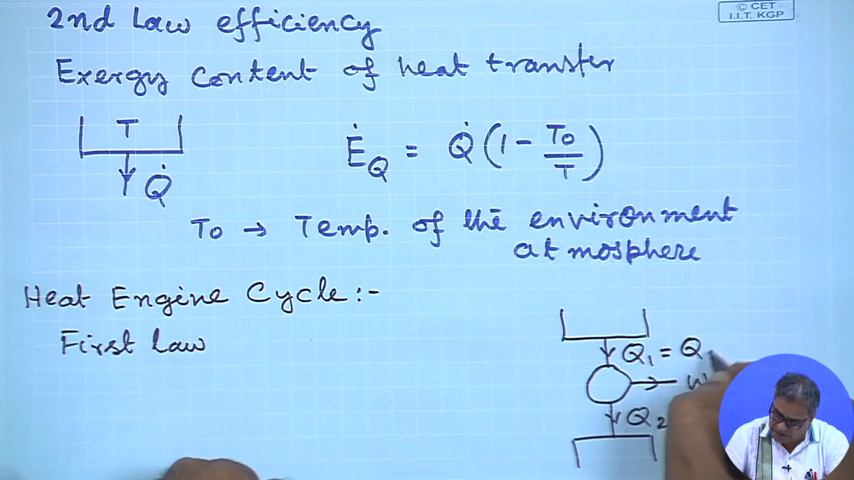 © CET
I.I.T. KGP
2nd Law efficiency
Exergy Content of heat transfer
T
Q̇
Ė_Q = Q̇ (1 - T₀/T)
T₀ → Temp. of the environment
atmosphere
Heat Engine Cycle :-
First Law
Q₁ = Q
Q₂